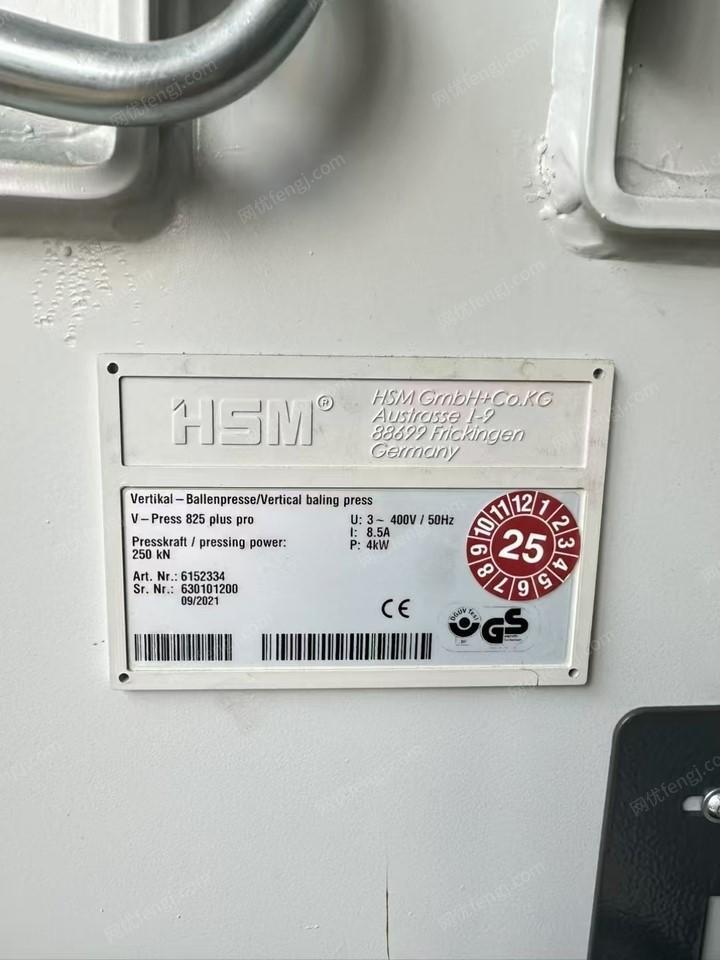 HSM®
HSM GmbH+Co.KG
Austrasse 1-9
88699 Frickingen
Germany
Vertikal – Ballenpresse/Vertical baling press
V – Press 825 plus pro
Presskraft / pressing power:
250 kN
Art. Nr.: 6152334
Sr. Nr.: 630101200
09/2021
U: 3 ~ 400V / 50Hz
I: 8.5A
P: 4kW
1 2 3 4 5 6 7 8 9 10 11 12
25
CE
DGUV Test
GS
网优fengj.com